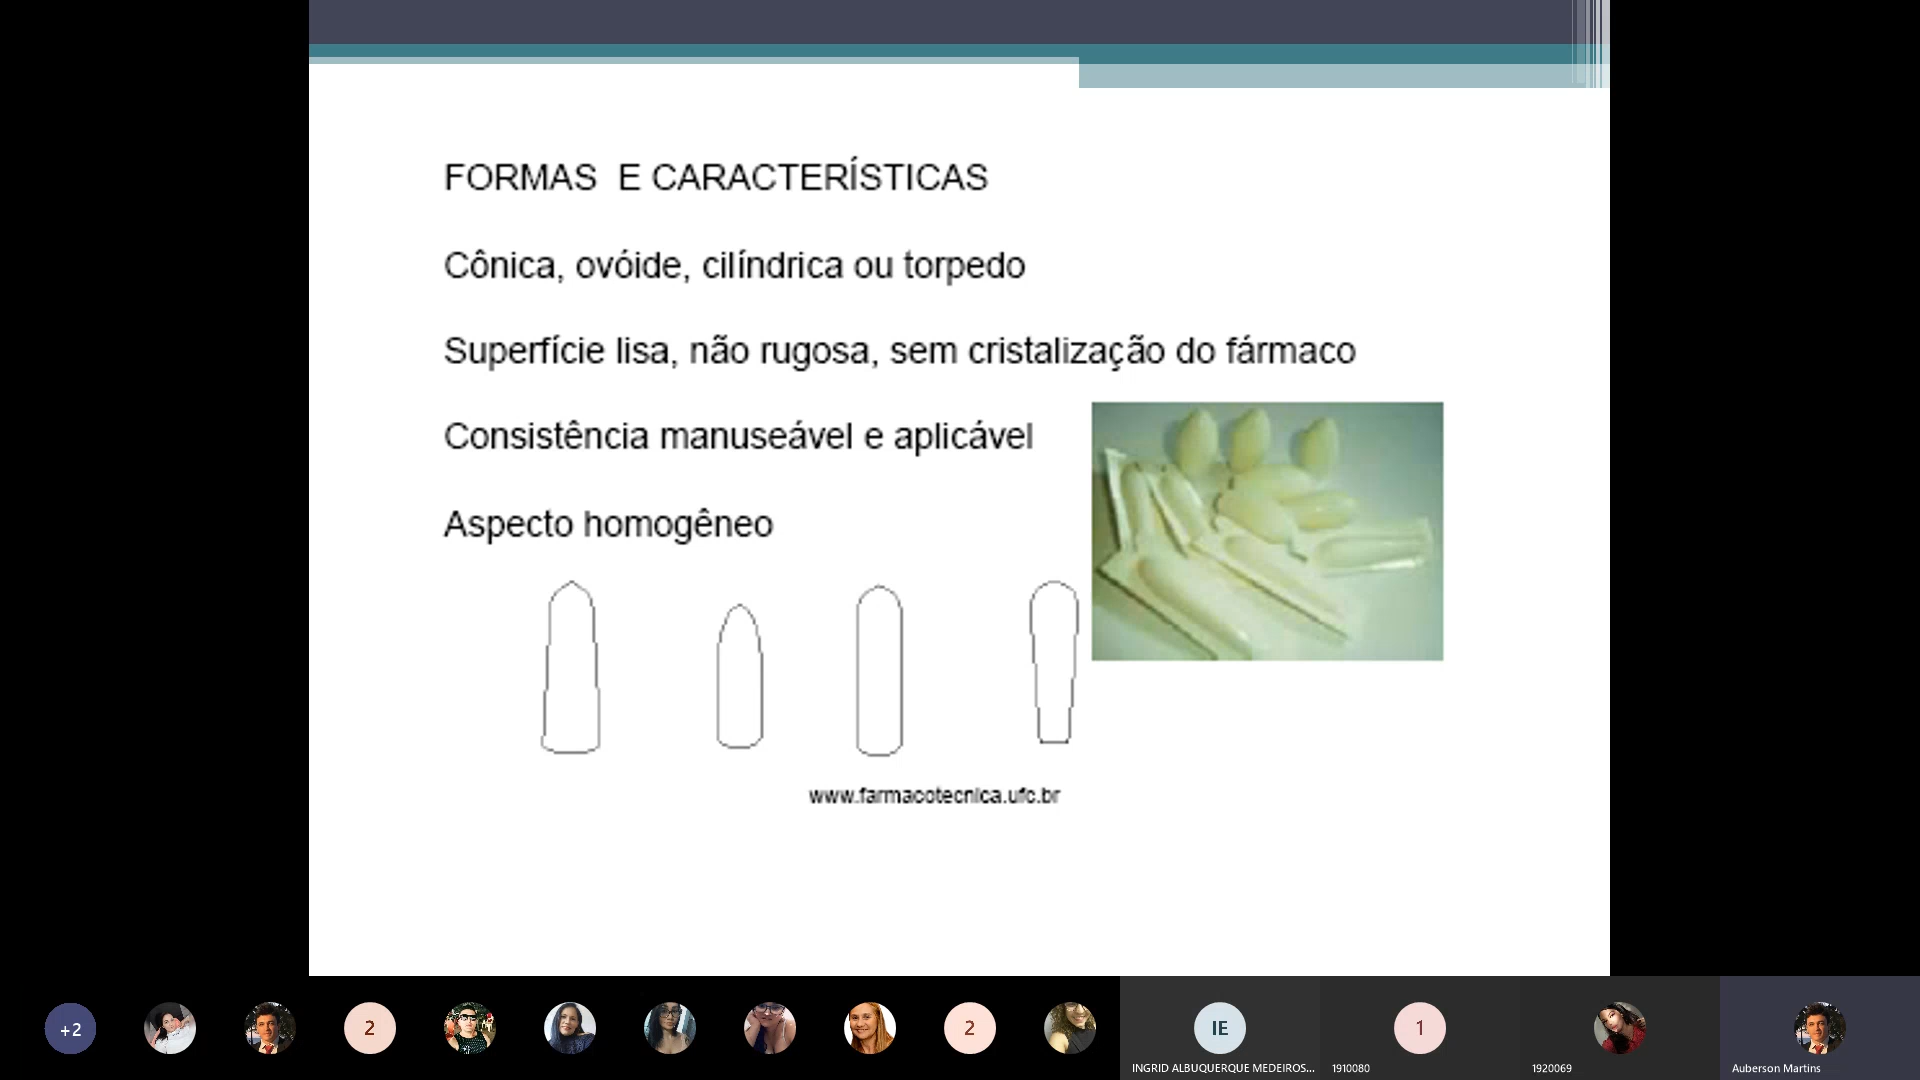 FORMAS E CARACTERÍSTICAS
Cônica, ovóide, cilíndrica ou torpedo
Superfície lisa, não rugosa, sem cristalização do fármaco
Consistência manuseável e aplicável
Aspecto homogêneo
www.farmacotecnica.ufc.br
+2
2
2
IE
1
INGRID ALBUQUERQUE MEDEIROS...
1910080
1920069
Auberson Martins